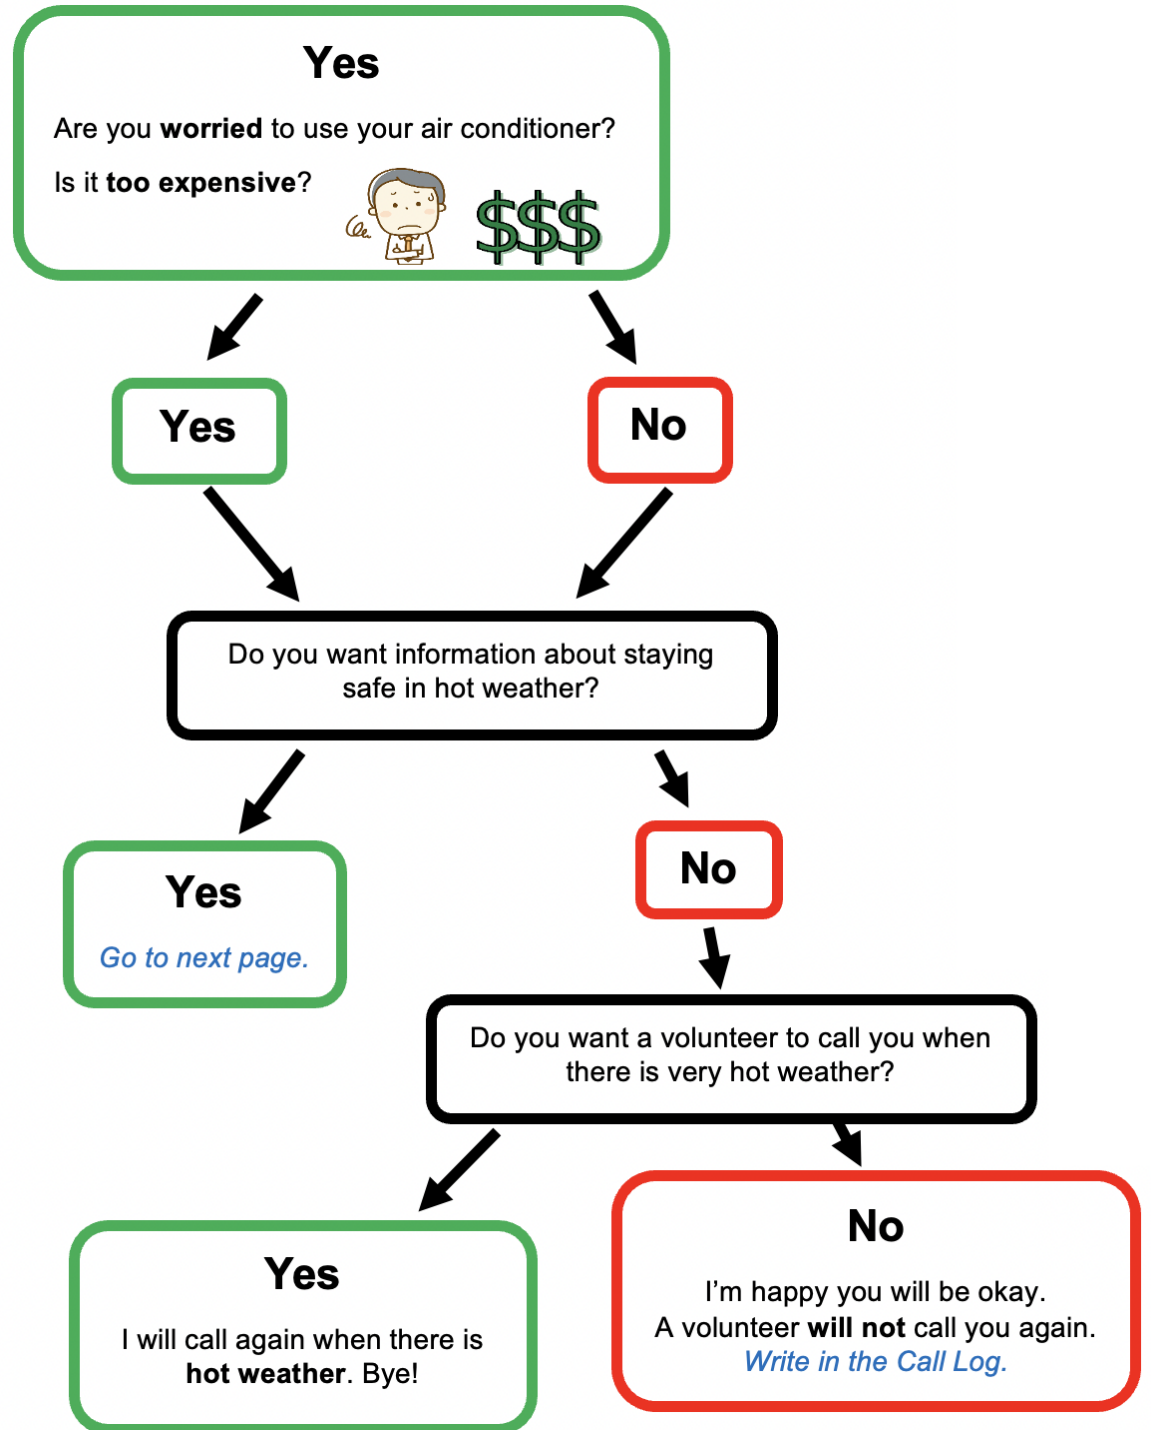 Yes
Are you worried to use your air conditioner?
Is it too expensive?
$$$
Yes
No
Do you want information about staying
safe in hot weather?
Yes
Go to next page.
No
Do you want a volunteer to call you when
there is very hot weather?
Yes
I will call again when there is
hot weather. Bye!
No
I’m happy you will be okay.
A volunteer will not call you again.
Write in the Call Log.